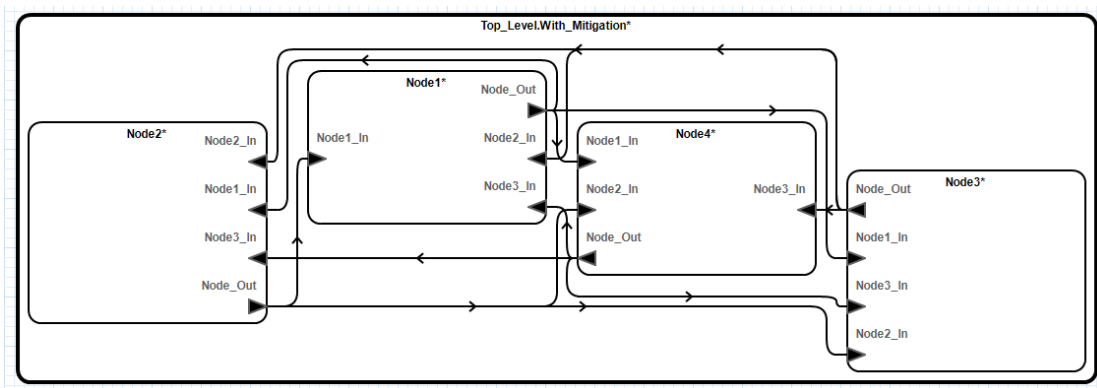 Top_Level.With_Mitigation*
Node1*
Node_Out
Node1_In
Node2_In
Node3_In
Node2*
Node2_In
Node1_In
Node3_In
Node_Out
Node4*
Node1_In
Node2_In
Node3_In
Node_Out
Node3*
Node_Out
Node1_In
Node3_In
Node2_In